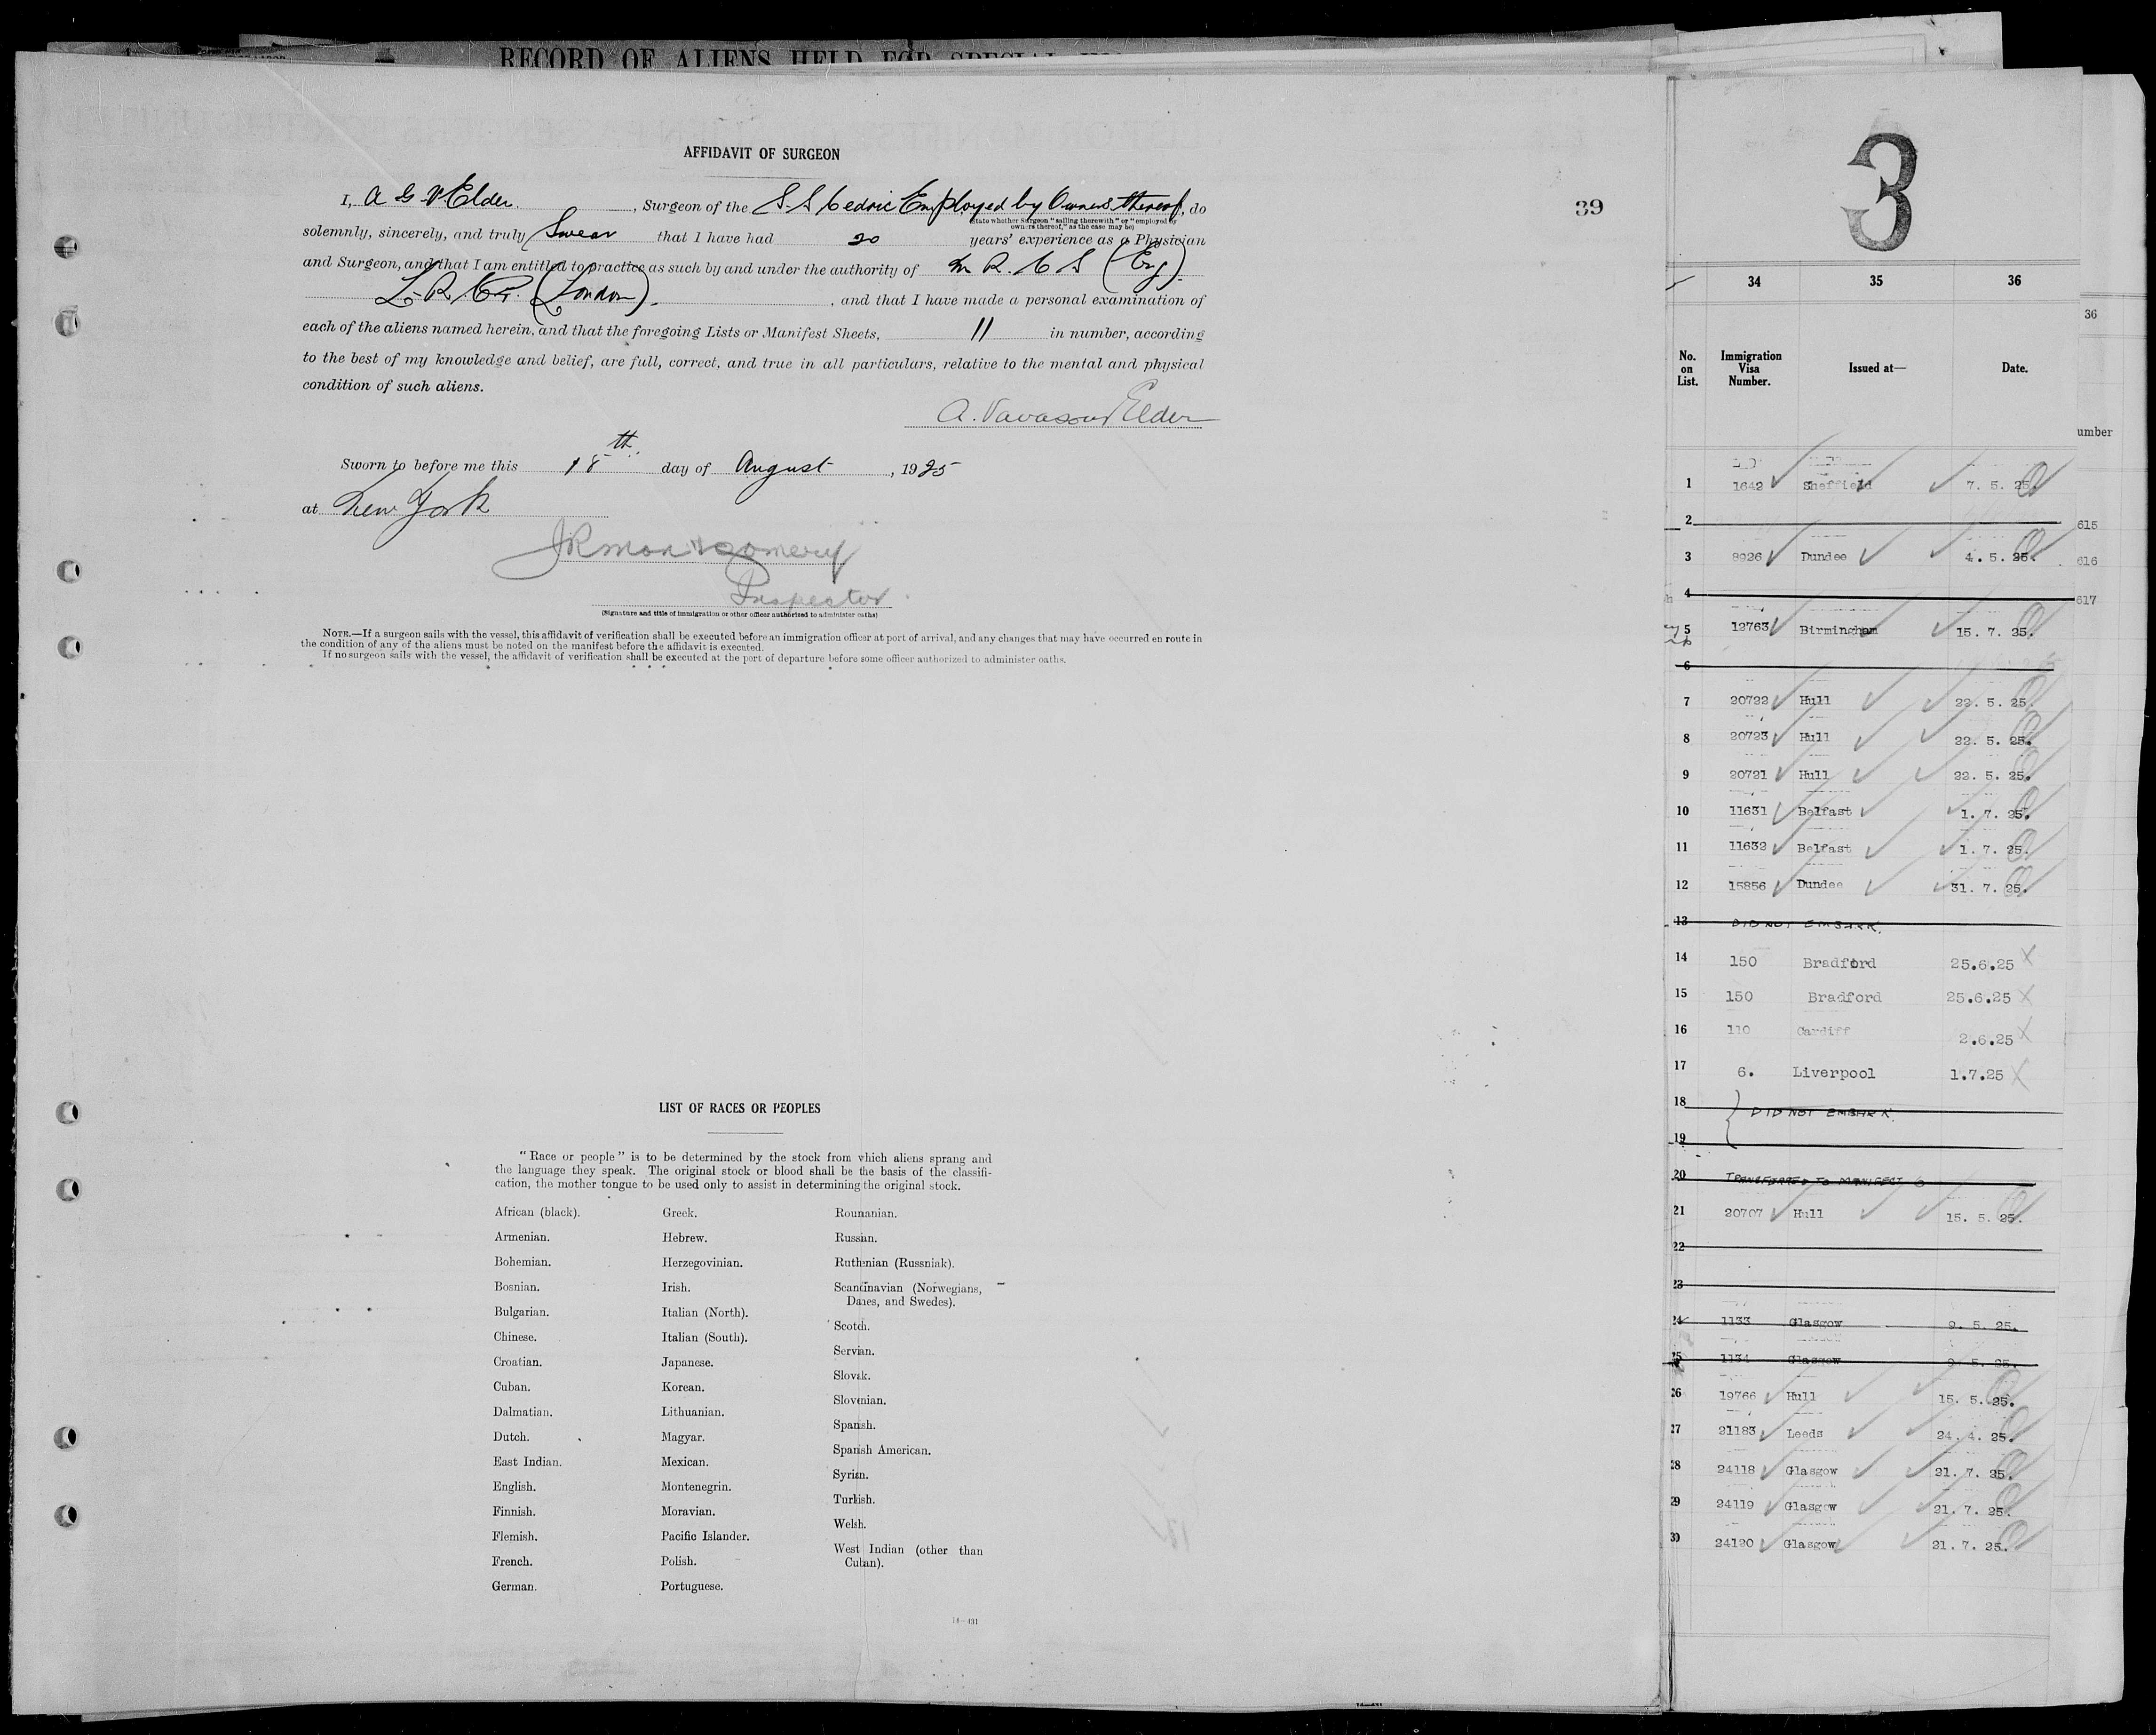 RECORD OF ALIENS HELD FOR SPECIAL
AFFIDAVIT OF SURGEON
I, A G V Elder, Surgeon of the S.S Cedric Employed by Owners thereof, do
(State whether Surgeon "sailing therewith" or "employed by
owners thereof," as the case may be)
solemnly, sincerely, and truly Swear that I have had 20 years' experience as a Physician
and Surgeon, and that I am entitled to practice as such by and under the authority of M R. C S (Eng).
L.R.C.P. (London). , and that I have made a personal examination of
each of the aliens named herein, and that the foregoing Lists or Manifest Sheets, 11 in number, according
to the best of my knowledge and belief, are full, correct, and true in all particulars, relative to the mental and physical
condition of such aliens.
A. Vavasour Elder
Sworn to before me this 18th day of August, 1925
at New York
JR Montgomery
Inspector
(Signature and title of immigration or other officer authorized to administer oaths)
NOTE.—If a surgeon sails with the vessel, this affidavit of verification shall be executed before an immigration officer at port of arrival, and any changes that may have occurred en route in
the condition of any of the aliens must be noted on the manifest before the affidavit is executed.
If no surgeon sails with the vessel, the affidavit of verification shall be executed at the port of departure before some officer authorized to administer oaths.
39
LIST OF RACES OR PEOPLES
"Race or people" is to be determined by the stock from which aliens sprang and
the language they speak. The original stock or blood shall be the basis of the classifi-
cation, the mother tongue to be used only to assist in determining the original stock.
African (black).
Armenian.
Bohemian.
Bosnian.
Bulgarian.
Chinese.
Croatian.
Cuban.
Dalmatian.
Dutch.
East Indian.
English.
Finnish.
Flemish.
French.
German.
Greek.
Hebrew.
Herzegovinian.
Irish.
Italian (North).
Italian (South).
Japanese.
Korean.
Lithuanian.
Magyar.
Mexican.
Montenegrin.
Moravian.
Pacific Islander.
Polish.
Portuguese.
Roumanian.
Russian.
Ruthenian (Russniak).
Scandinavian (Norwegians,
Danes, and Swedes).
Scotch.
Servian.
Slovak.
Slovenian.
Spanish.
Spanish American.
Syrian.
Turkish.
Welsh.
West Indian (other than
Cuban).
14—431
3
34 35 36
No. on List. Immigration Visa Number. Issued at— Date.
1 1642 Sheffield 7. 5. 25.
2
3 8926 Dundee 4. 5. 25.
4
5 12763 Birmingham 15. 7. 25.
6
7 20722 Hull 22. 5. 25.
8 20723 Hull 22. 5. 25.
9 20721 Hull 22. 5. 25.
10 11631 Belfast 1. 7. 25.
11 11632 Belfast 1. 7. 25.
12 15856 Dundee 31. 7. 25.
13 DID NOT EMBARK.
14 150 Bradford 25.6.25
15 150 Bradford 25.6.25
16 110 Cardiff 2.6.25
17 6. Liverpool 1.7.25
18 DID NOT EMBARK.
19
20 TRANSFERRED TO MANIFEST 6
21 20707 Hull 15. 5. 25.
22
23
24 1133 Glasgow 9. 5. 25.
25 1134 Glasgow 9. 5. 25.
26 19766 Hull 15. 5. 25.
27 21183 Leeds 24. 4. 25.
28 24118 Glasgow 21. 7. 25.
29 24119 Glasgow 21. 7. 25.
30 24120 Glasgow 21. 7. 25.
36
umber
615
616
617